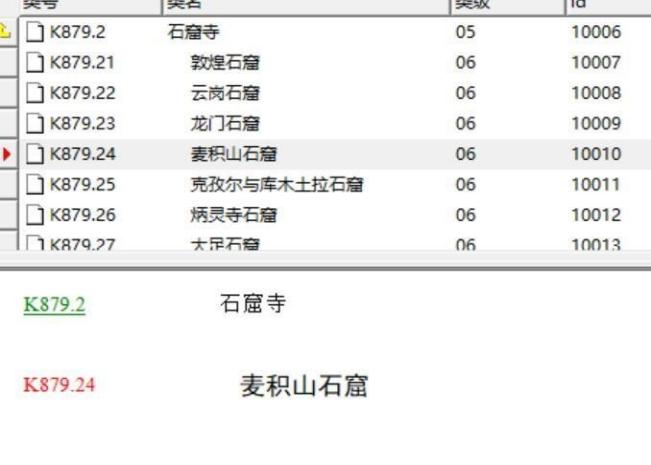 类号 类名 类级 Id
K879.2 石窟寺 05 10006
K879.21 敦煌石窟 06 10007
K879.22 云岗石窟 06 10008
K879.23 龙门石窟 06 10009
K879.24 麦积山石窟 06 10010
K879.25 克孜尔与库木土拉石窟 06 10011
K879.26 炳灵寺石窟 06 10012
K879.27 大足石窟 06 10013
K879.2 石窟寺
K879.24 麦积山石窟